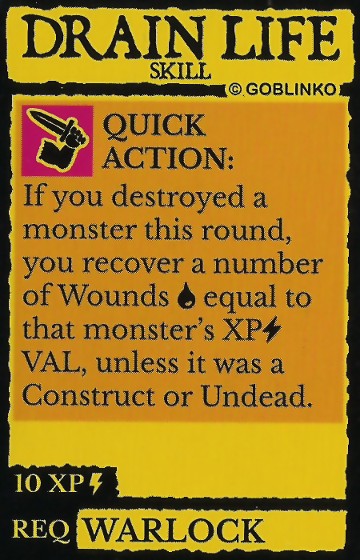 DRAIN LIFE
SKILL
© GOBLINKO
QUICK
ACTION:
If you destroyed a
monster this round,
you recover a number
of Wounds equal to
that monster's XP
VAL, unless it was a
Construct or Undead.
10 XP
REQ WARLOCK